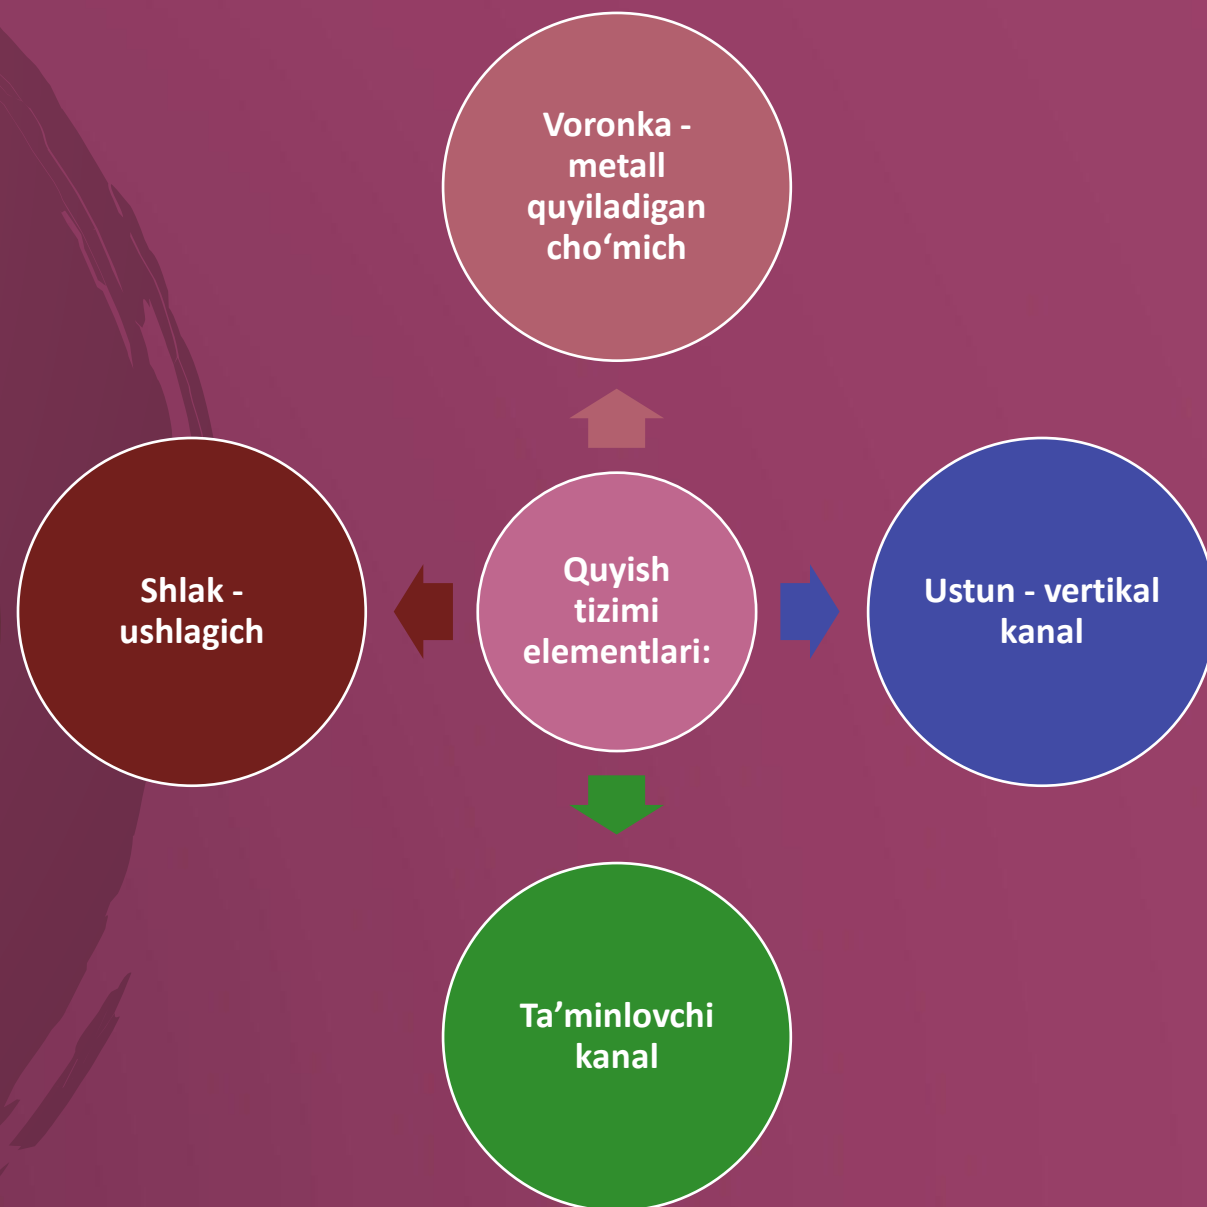 Voronka -
metall
quyiladigan
cho‘mich
Shlak -
ushlagich
Quyish
tizimi
elementlari:
Ustun - vertikal
kanal
Ta’minlovchi
kanal